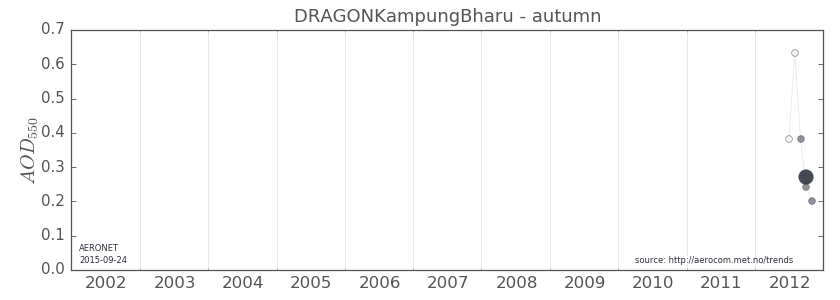 DRAGONKampungBharu - autumn
0.7
0.6
0.5
0.4
0.3
0.2
0.1
0.0
AOD550
AERONET
2015-09-24
source: http://aerocom.met.no/trends
2002 2003 2004 2005 2006 2007 2008 2009 2010 2011 2012